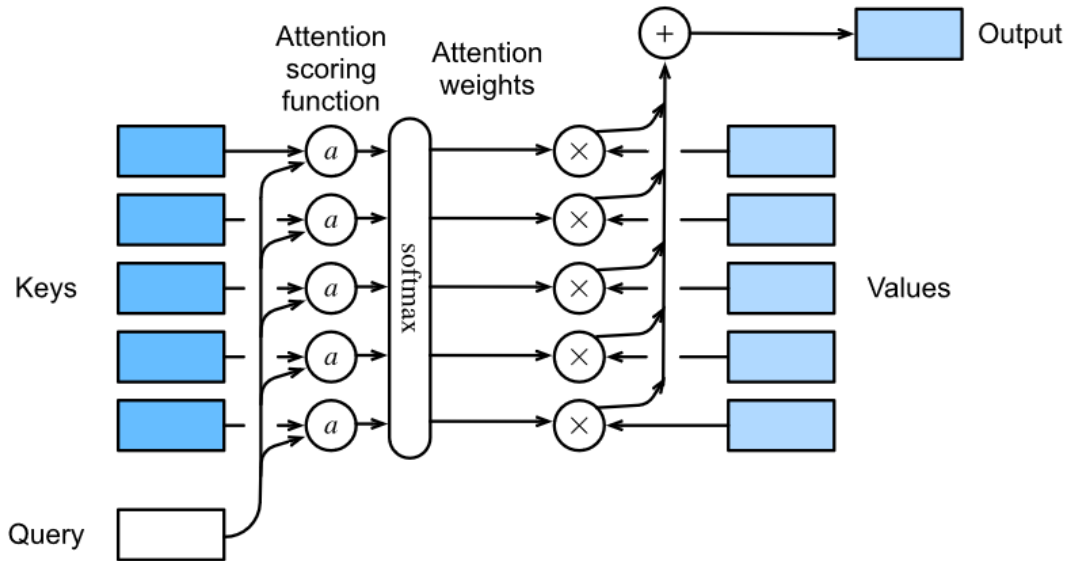 Attention
scoring
function
Attention
weights
+
Output
a
×
a
×
Keys
a
softmax
×
Values
a
×
a
×
Query